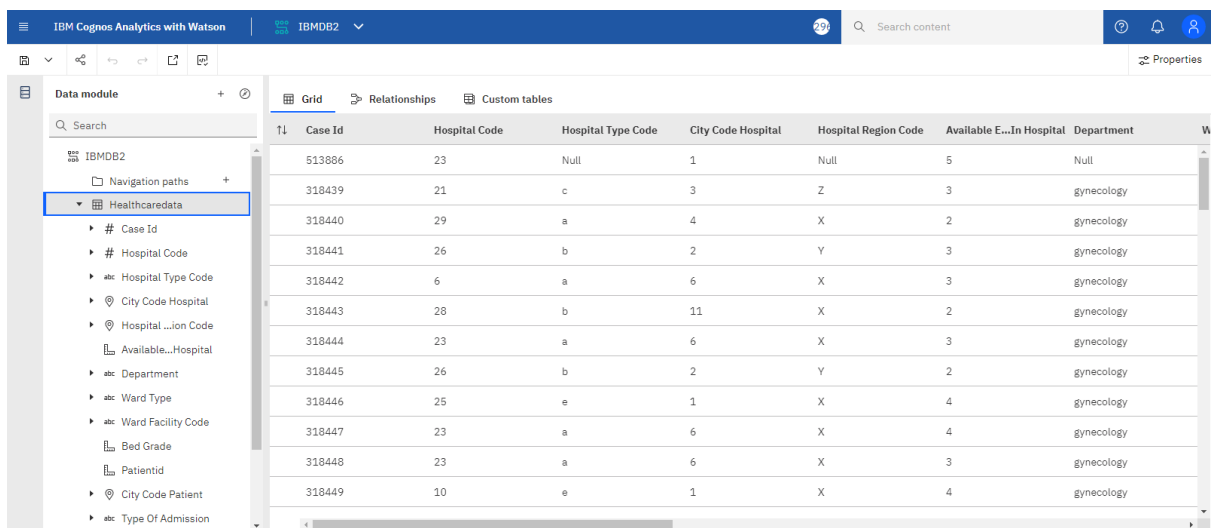 IBM Cognos Analytics with Watson IBMDB2 296 Search content
Properties
Data module
Grid Relationships Custom tables
Search
Case Id Hospital Code Hospital Type Code City Code Hospital Hospital Region Code Available E...In Hospital Department W
IBMDB2
513886 23 Null 1 Null 5 Null
Navigation paths +
318439 21 c 3 Z 3 gynecology
Healthcaredata
318440 29 a 4 X 2 gynecology
# Case Id
318441 26 b 2 Y 3 gynecology
# Hospital Code
318442 6 a 6 X 3 gynecology
abc Hospital Type Code
318443 28 b 11 X 2 gynecology
City Code Hospital
318444 23 a 6 X 3 gynecology
Hospital ...ion Code
318445 26 b 2 Y 2 gynecology
Available...Hospital
318446 25 e 1 X 4 gynecology
abc Department
318447 23 a 6 X 4 gynecology
abc Ward Type
318448 23 a 6 X 3 gynecology
abc Ward Facility Code
318449 10 e 1 X 4 gynecology
Bed Grade
Patientid
City Code Patient
abc Type Of Admission